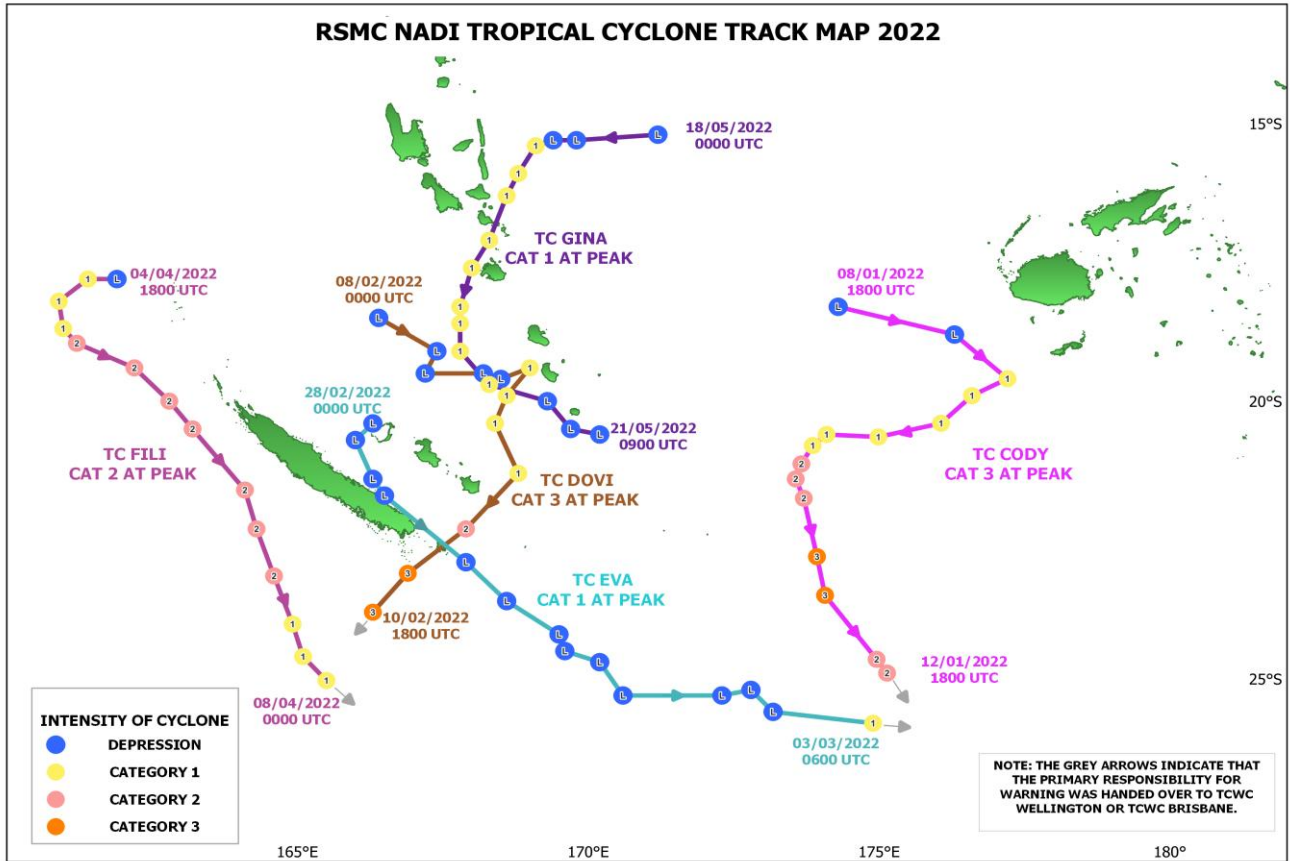 RSMC NADI TROPICAL CYCLONE TRACK MAP 2022
18/05/2022
0000 UTC
15°S
TC GINA
CAT 1 AT PEAK
04/04/2022
1800 UTC
08/02/2022
0000 UTC
08/01/2022
1800 UTC
28/02/2022
0000 UTC
20°S
21/05/2022
0900 UTC
TC FILI
CAT 2 AT PEAK
TC DOVI
CAT 3 AT PEAK
TC CODY
CAT 3 AT PEAK
TC EVA
CAT 1 AT PEAK
10/02/2022
1800 UTC
12/01/2022
1800 UTC
25°S
08/04/2022
0000 UTC
03/03/2022
0600 UTC
INTENSITY OF CYCLONE
DEPRESSION
CATEGORY 1
CATEGORY 2
CATEGORY 3
NOTE: THE GREY ARROWS INDICATE THAT
THE PRIMARY RESPONSIBILITY FOR
WARNING WAS HANDED OVER TO TCWC
WELLINGTON OR TCWC BRISBANE.
165°E
170°E
175°E
180°